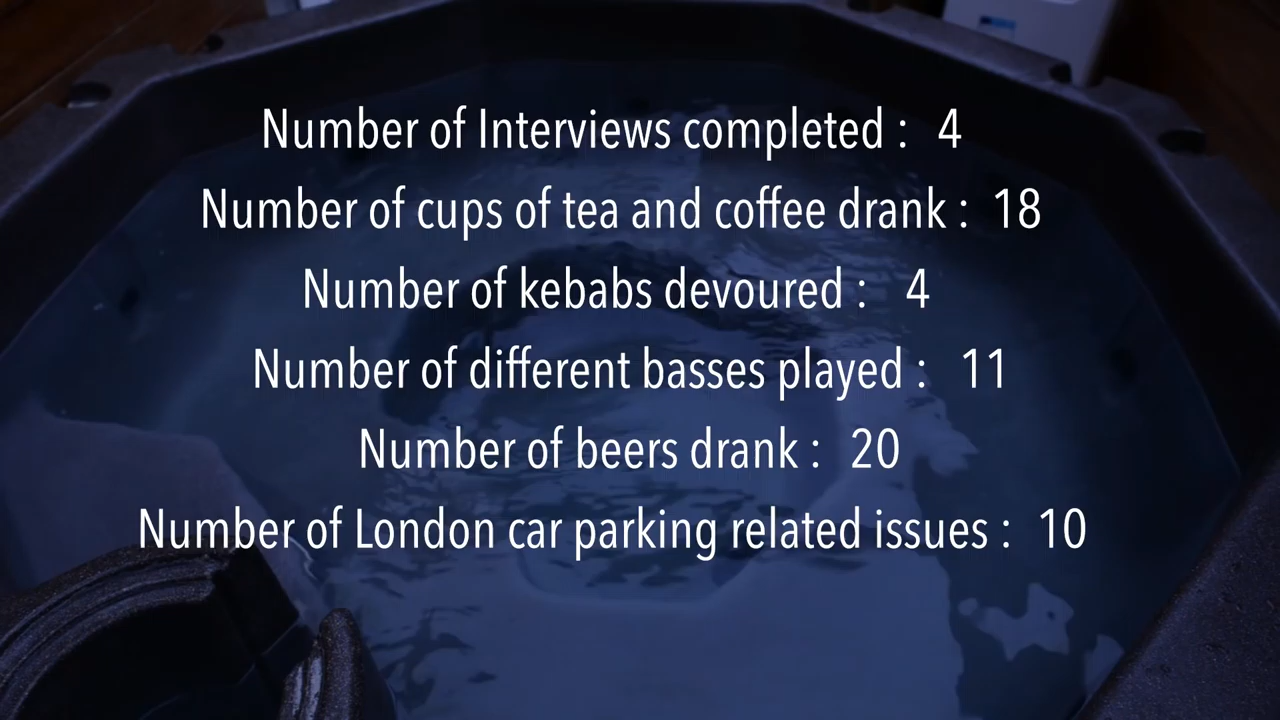 Number of Interviews completed : 4
Number of cups of tea and coffee drank : 18
Number of kebabs devoured : 4
Number of different basses played : 11
Number of beers drank : 20
Number of London car parking related issues : 10